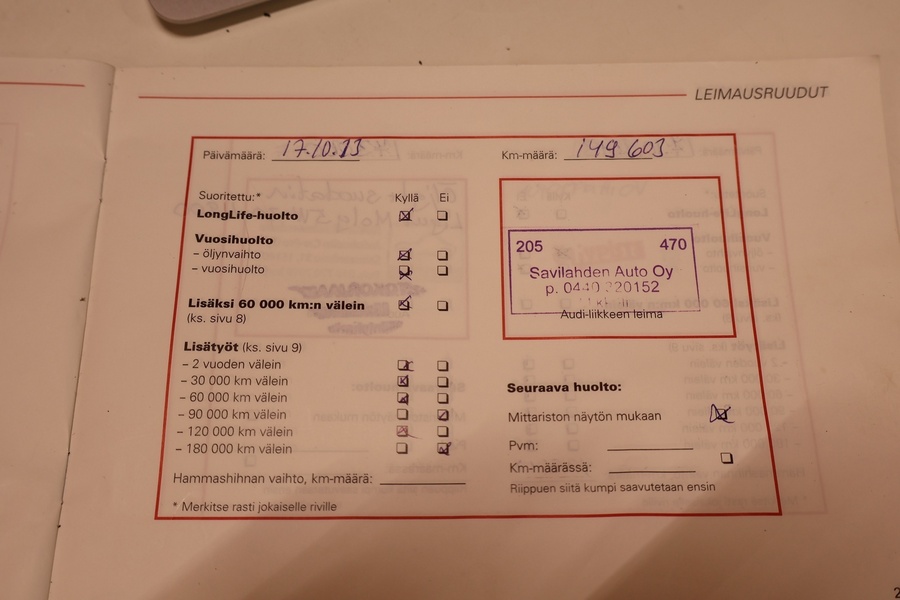 LEIMAUSRUUDUT
Päivämäärä: 17.10.13
Km-määrä: 149 603
Suoritettu:* Kyllä Ei
LongLife-huolto
Vuosihuolto
– öljynvaihto
– vuosihuolto
Lisäksi 60 000 km:n välein
(ks. sivu 8)
Lisätyöt (ks. sivu 9)
– 2 vuoden välein
– 30 000 km välein
– 60 000 km välein
– 90 000 km välein
– 120 000 km välein
– 180 000 km välein
Hammashihnan vaihto, km-määrä:
* Merkitse rasti jokaiselle riville
205 470
Savilahden Auto Oy
p. 0440 220152
Audi-liikkeen leima
Seuraava huolto:
Mittariston näytön mukaan
Pvm:
Km-määrässä:
Riippuen siitä kumpi saavutetaan ensin
2